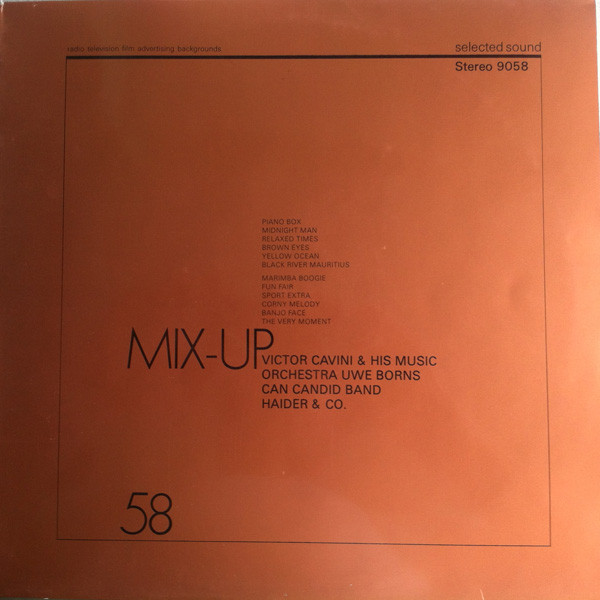 radio television film advertising backgrounds
selected sound
Stereo 9058
PIANO BOX
MIDNIGHT MAN
RELAXED TIMES
BROWN EYES
YELLOW OCEAN
BLACK RIVER MAURITIUS
MARIMBA BOOGIE
FUN FAIR
SPORT EXTRA
CORNY MELODY
BANJO FACE
THE VERY MOMENT
MIX-UP
VICTOR CAVINI & HIS MUSIC
ORCHESTRA UWE BORNS
CAN CANDID BAND
HAIDER & CO.
58